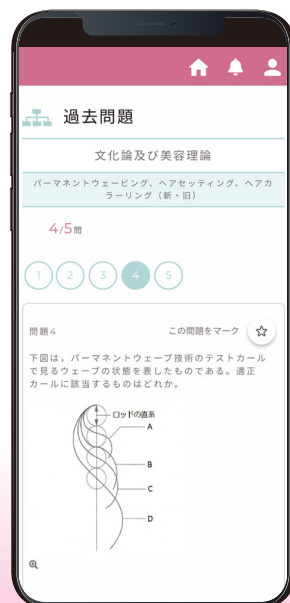 過去問題
文化論及び美容理論
パーマネントウェービング、ヘアセッティング、ヘアカ
ラーリング（新・旧）
4/5問
1 2 3 4 5
問題4 この問題をマーク
下図は，パーマネントウェーブ技術のテストカール
で見るウェーブの状態を表したものである。適正
カールに該当するものはどれか。
ロッドの直系
A
B
C
D